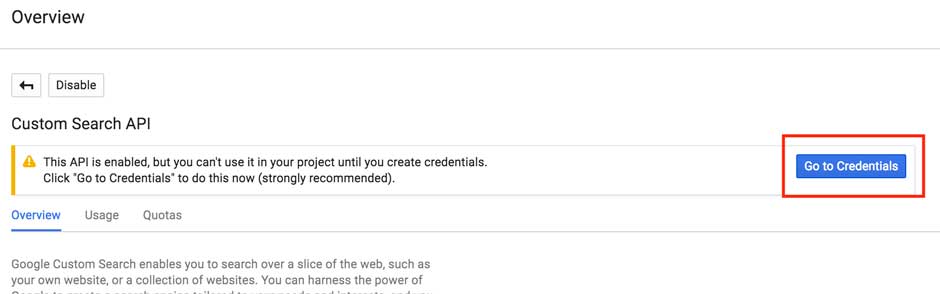 Overview
Disable
Custom Search API
This API is enabled, but you can't use it in your project until you create credentials.
Click "Go to Credentials" to do this now (strongly recommended).
Go to Credentials
Overview Usage Quotas
Google Custom Search enables you to search over a slice of the web, such as
your own website, or a collection of websites. You can harness the power of